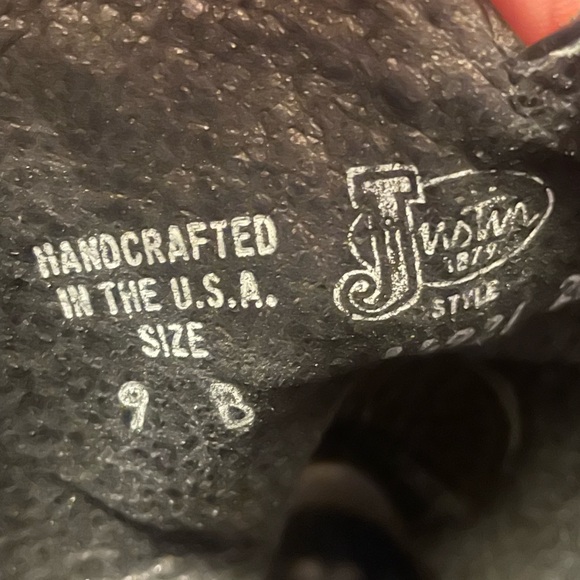 HANDCRAFTED
IN THE U.S.A.
SIZE
9 B
Justin
1879
STYLE